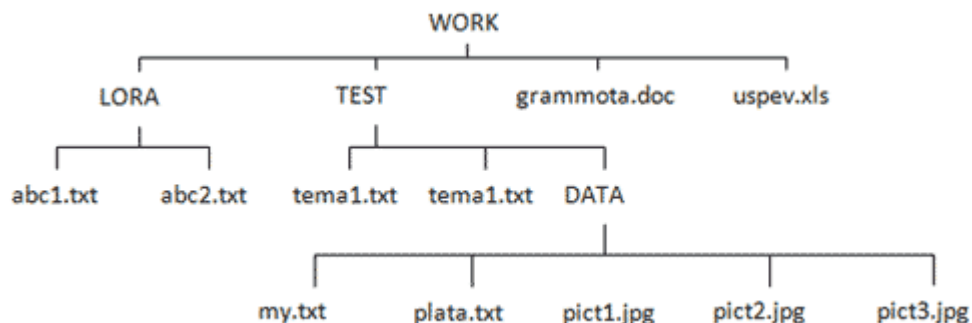 WORK
LORA TEST grammota.doc uspev.xls
abc1.txt abc2.txt tema1.txt tema1.txt DATA
my.txt plata.txt pict1.jpg pict2.jpg pict3.jpg